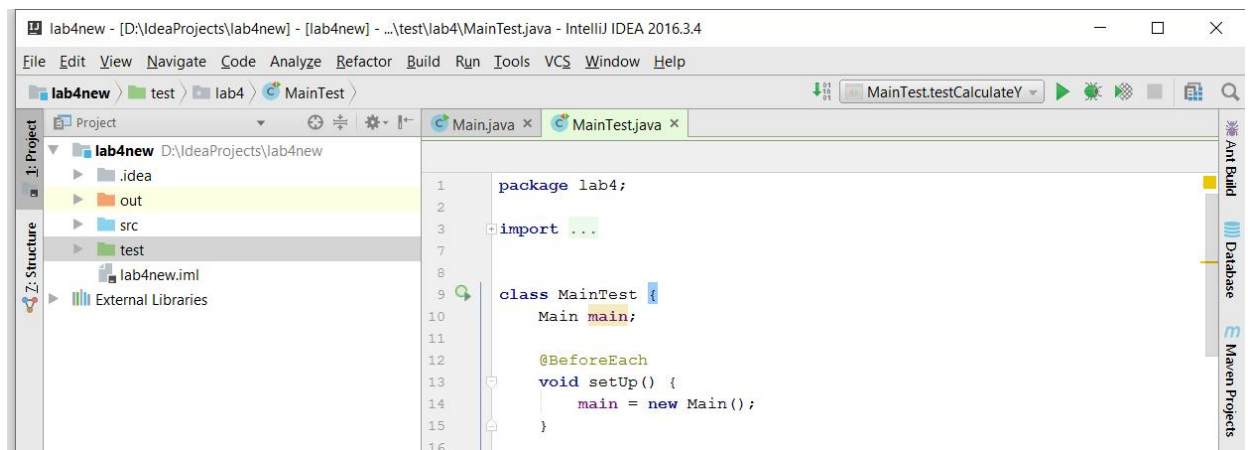 lab4new - [D:\IdeaProjects\lab4new] - [lab4new] - ...\test\lab4\MainTest.java - IntelliJ IDEA 2016.3.4
File Edit View Navigate Code Analyze Refactor Build Run Tools VCS Window Help
lab4new test lab4 MainTest MainTest.testCalculateY
1: Project
Z: Structure
Project
lab4new D:\IdeaProjects\lab4new
.idea
out
src
test
lab4new.iml
External Libraries
Main.java × MainTest.java ×
1 package lab4;
2
3 import ...
7
8
9 class MainTest {
10 Main main;
11
12 @BeforeEach
13 void setUp() {
14 main = new Main();
15 }
16
Ant Build
Database
Maven Projects